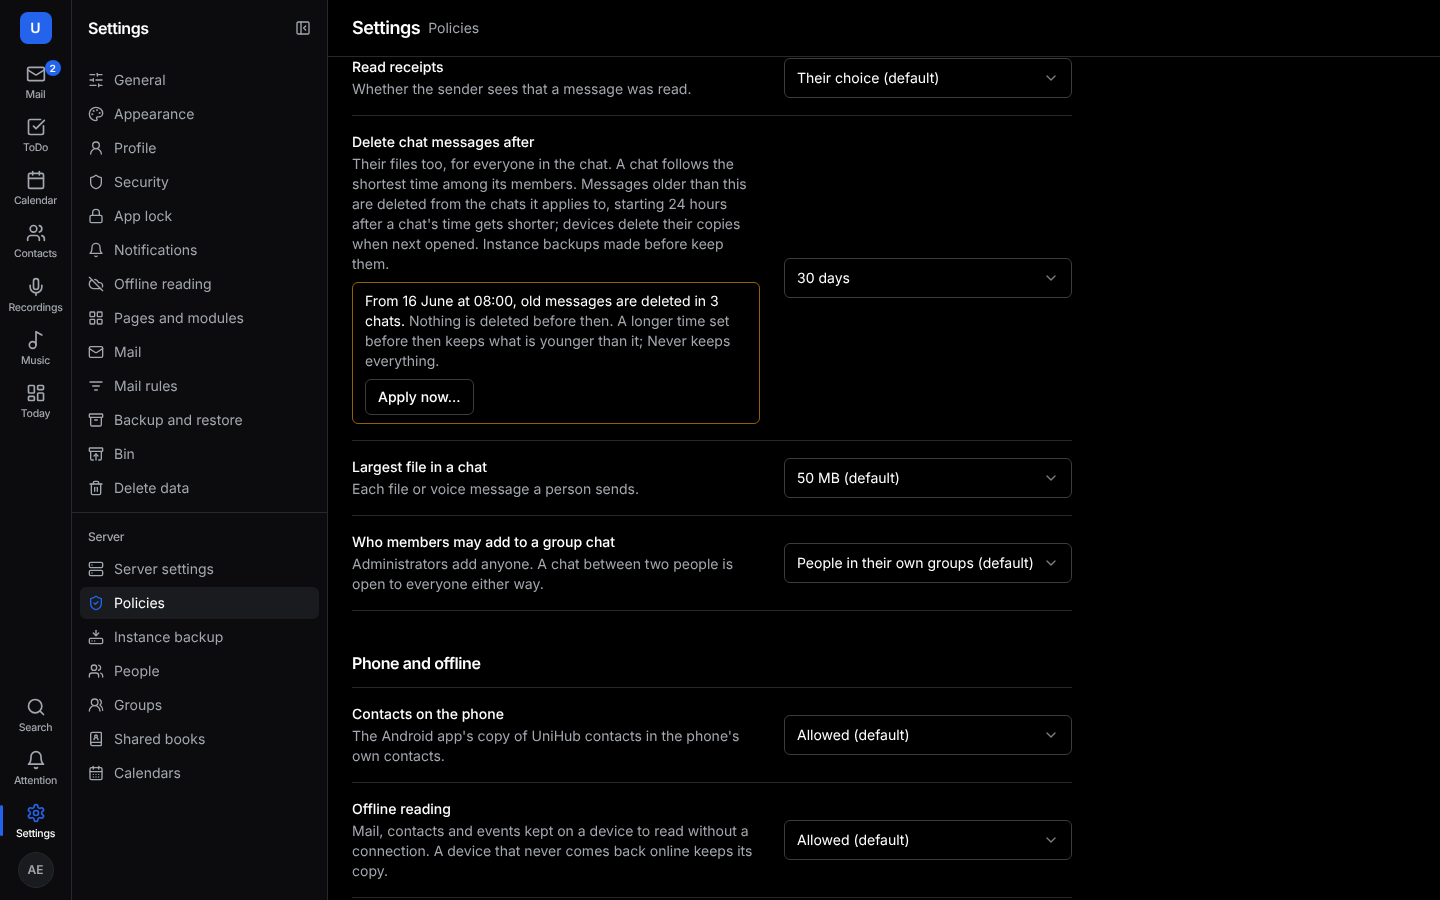 U
2
Mail
ToDo
Calendar
Contacts
Recordings
Music
Today
Search
Attention
Settings
AE
Settings
General
Appearance
Profile
Security
App lock
Notifications
Offline reading
Pages and modules
Mail
Mail rules
Backup and restore
Bin
Delete data
Server
Server settings
Policies
Instance backup
People
Groups
Shared books
Calendars
Settings Policies
Read receipts
Whether the sender sees that a message was read.
Their choice (default)
Delete chat messages after
Their files too, for everyone in the chat. A chat follows the
shortest time among its members. Messages older than this
are deleted from the chats it applies to, starting 24 hours
after a chat's time gets shorter; devices delete their copies
when next opened. Instance backups made before keep
them.
30 days
From 16 June at 08:00, old messages are deleted in 3
chats. Nothing is deleted before then. A longer time set
before then keeps what is younger than it; Never keeps
everything.
Apply now...
Largest file in a chat
Each file or voice message a person sends.
50 MB (default)
Who members may add to a group chat
Administrators add anyone. A chat between two people is
open to everyone either way.
People in their own groups (default)
Phone and offline
Contacts on the phone
The Android app's copy of UniHub contacts in the phone's
own contacts.
Allowed (default)
Offline reading
Mail, contacts and events kept on a device to read without a
connection. A device that never comes back online keeps its
copy.
Allowed (default)